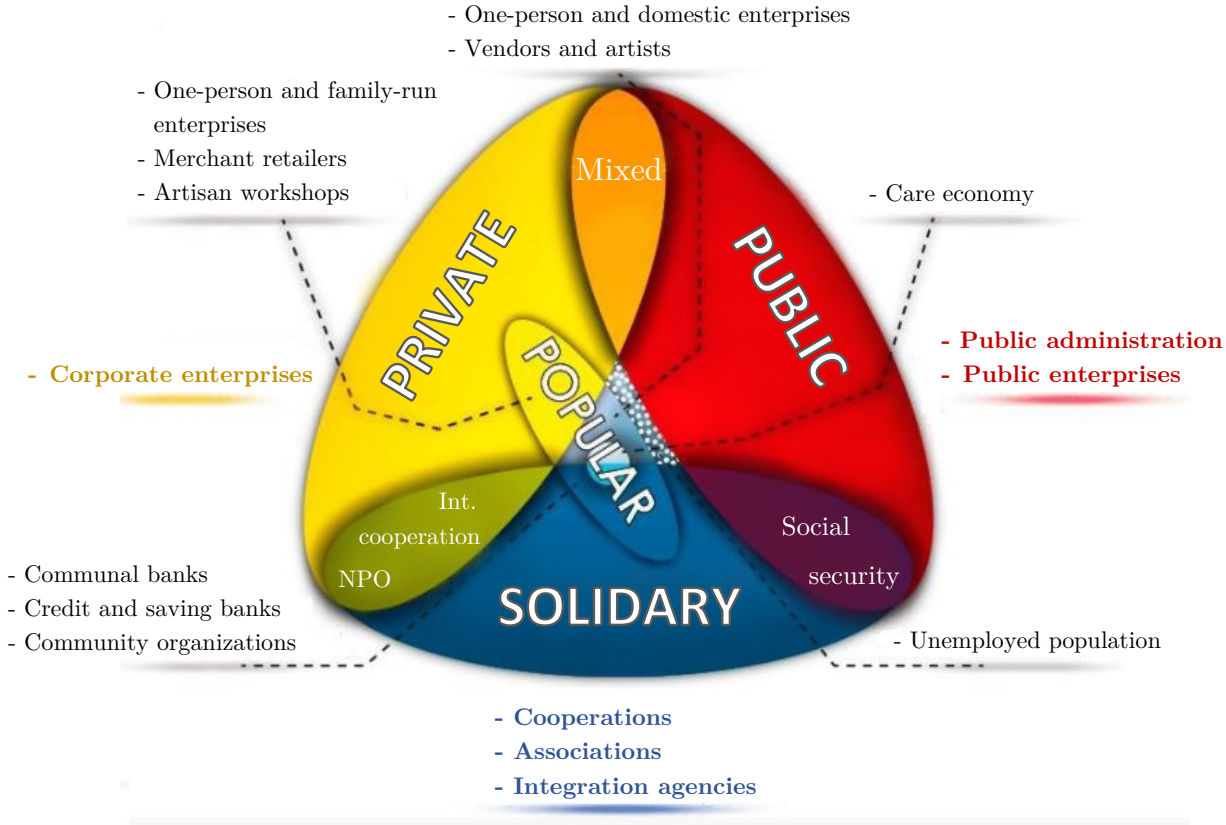 - One-person and domestic enterprises
- Vendors and artists
- One-person and family-run
enterprises
- Merchant retailers
- Artisan workshops
Mixed
- Care economy
PRIVATE
PUBLIC
- Corporate enterprises
- Public administration
- Public enterprises
POPULAR
Int.
cooperation
NPO
Social
security
SOLIDARY
- Communal banks
- Credit and saving banks
- Community organizations
- Unemployed population
- Cooperations
- Associations
- Integration agencies